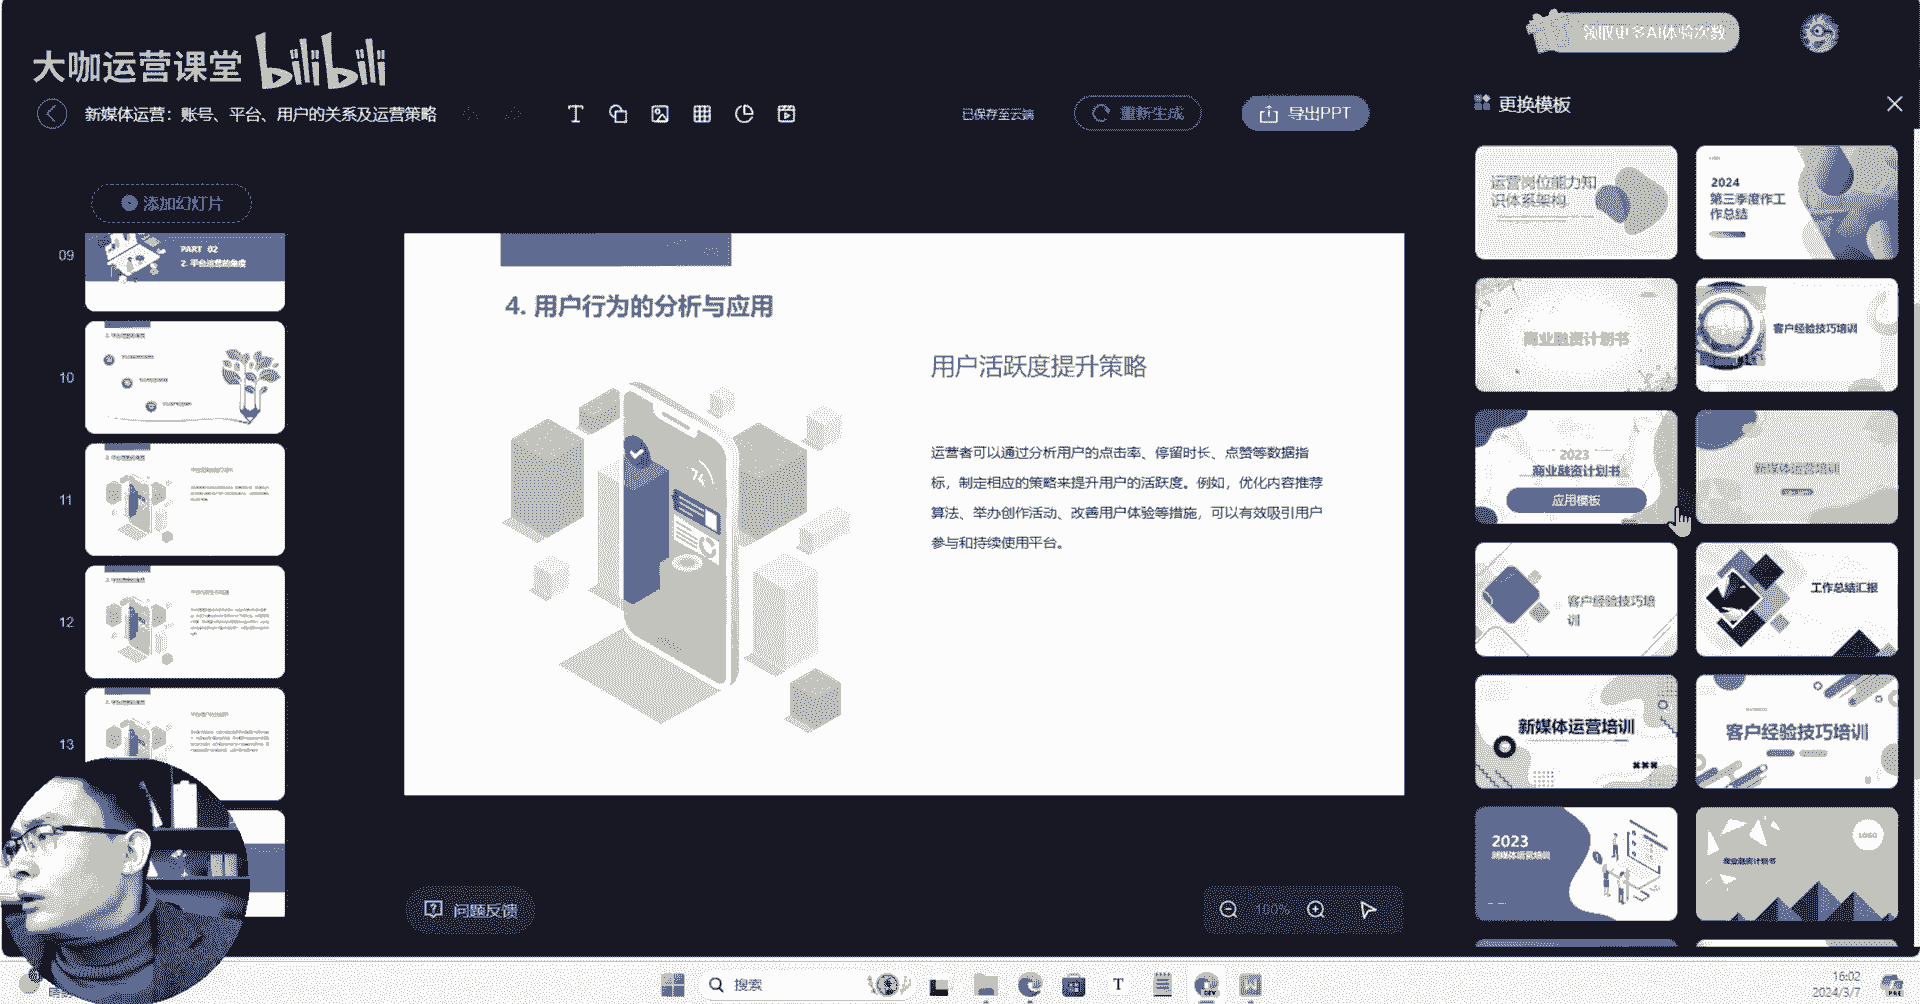 领取更多AI体验次数
大咖运营课堂 bilibili
新媒体运营：账号、平台、用户的关系及运营策略
已保存至云端
重新生成
导出PPT
更换模板
添加幻灯片
09
PART 02
2. 平台运营的角度
10
11
12
13
4. 用户行为的分析与应用
用户活跃度提升策略
运营者可以通过分析用户的点击率、停留时长、点赞等数据指
标，制定相应的策略来提升用户的活跃度。例如，优化内容推荐
算法、举办创作活动、改善用户体验等措施，可以有效吸引用户
参与和持续使用平台。
运营岗位能力知
识体系架构
2024
第三季度作工
作总结
商业融资计划书
客户经验技巧培训
2023
商业融资计划书
应用模板
新媒体运营培训
客户经验技巧培
训
工作总结汇报
新媒体运营培训
客户经验技巧培训
2023
新媒体运营培训
LOGO
商业融资计划书
问题反馈
100%
搜索
16:02
2024/3/7